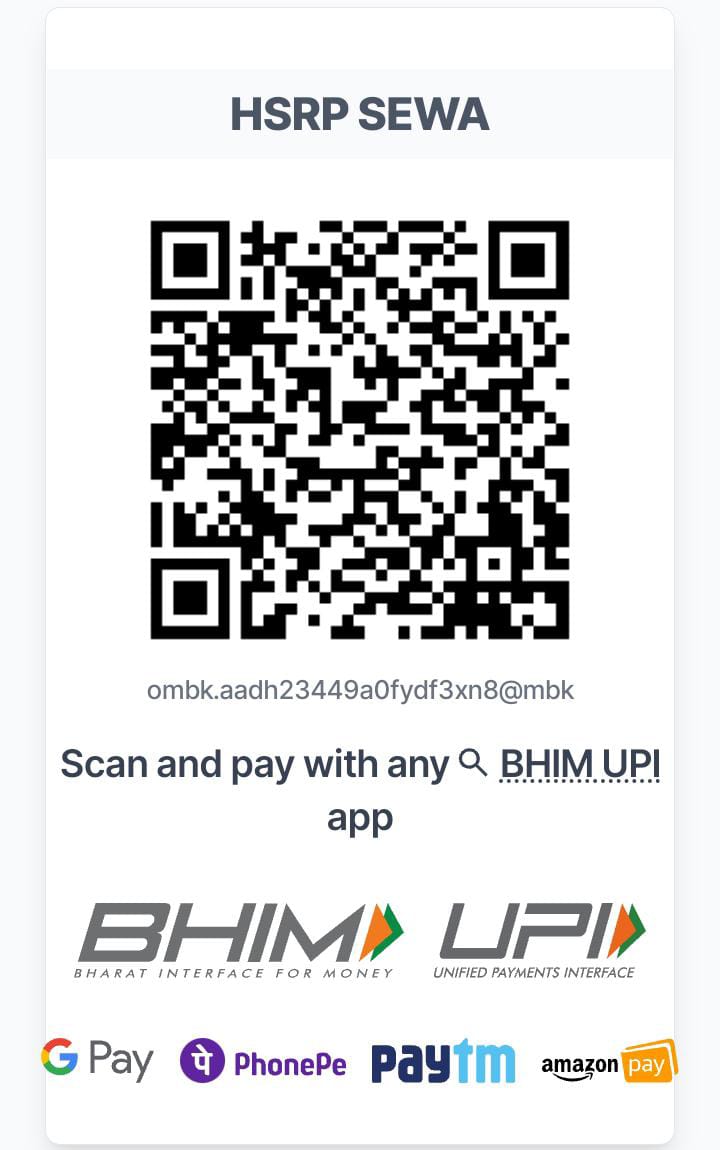 HSRP SEWA
ombk.aadh23449a0fydf3xn8@mbk
Scan and pay with any BHIM UPI
app
BHIM UPI
BHARAT INTERFACE FOR MONEY UNIFIED PAYMENTS INTERFACE
G Pay पे PhonePe paytm amazon pay